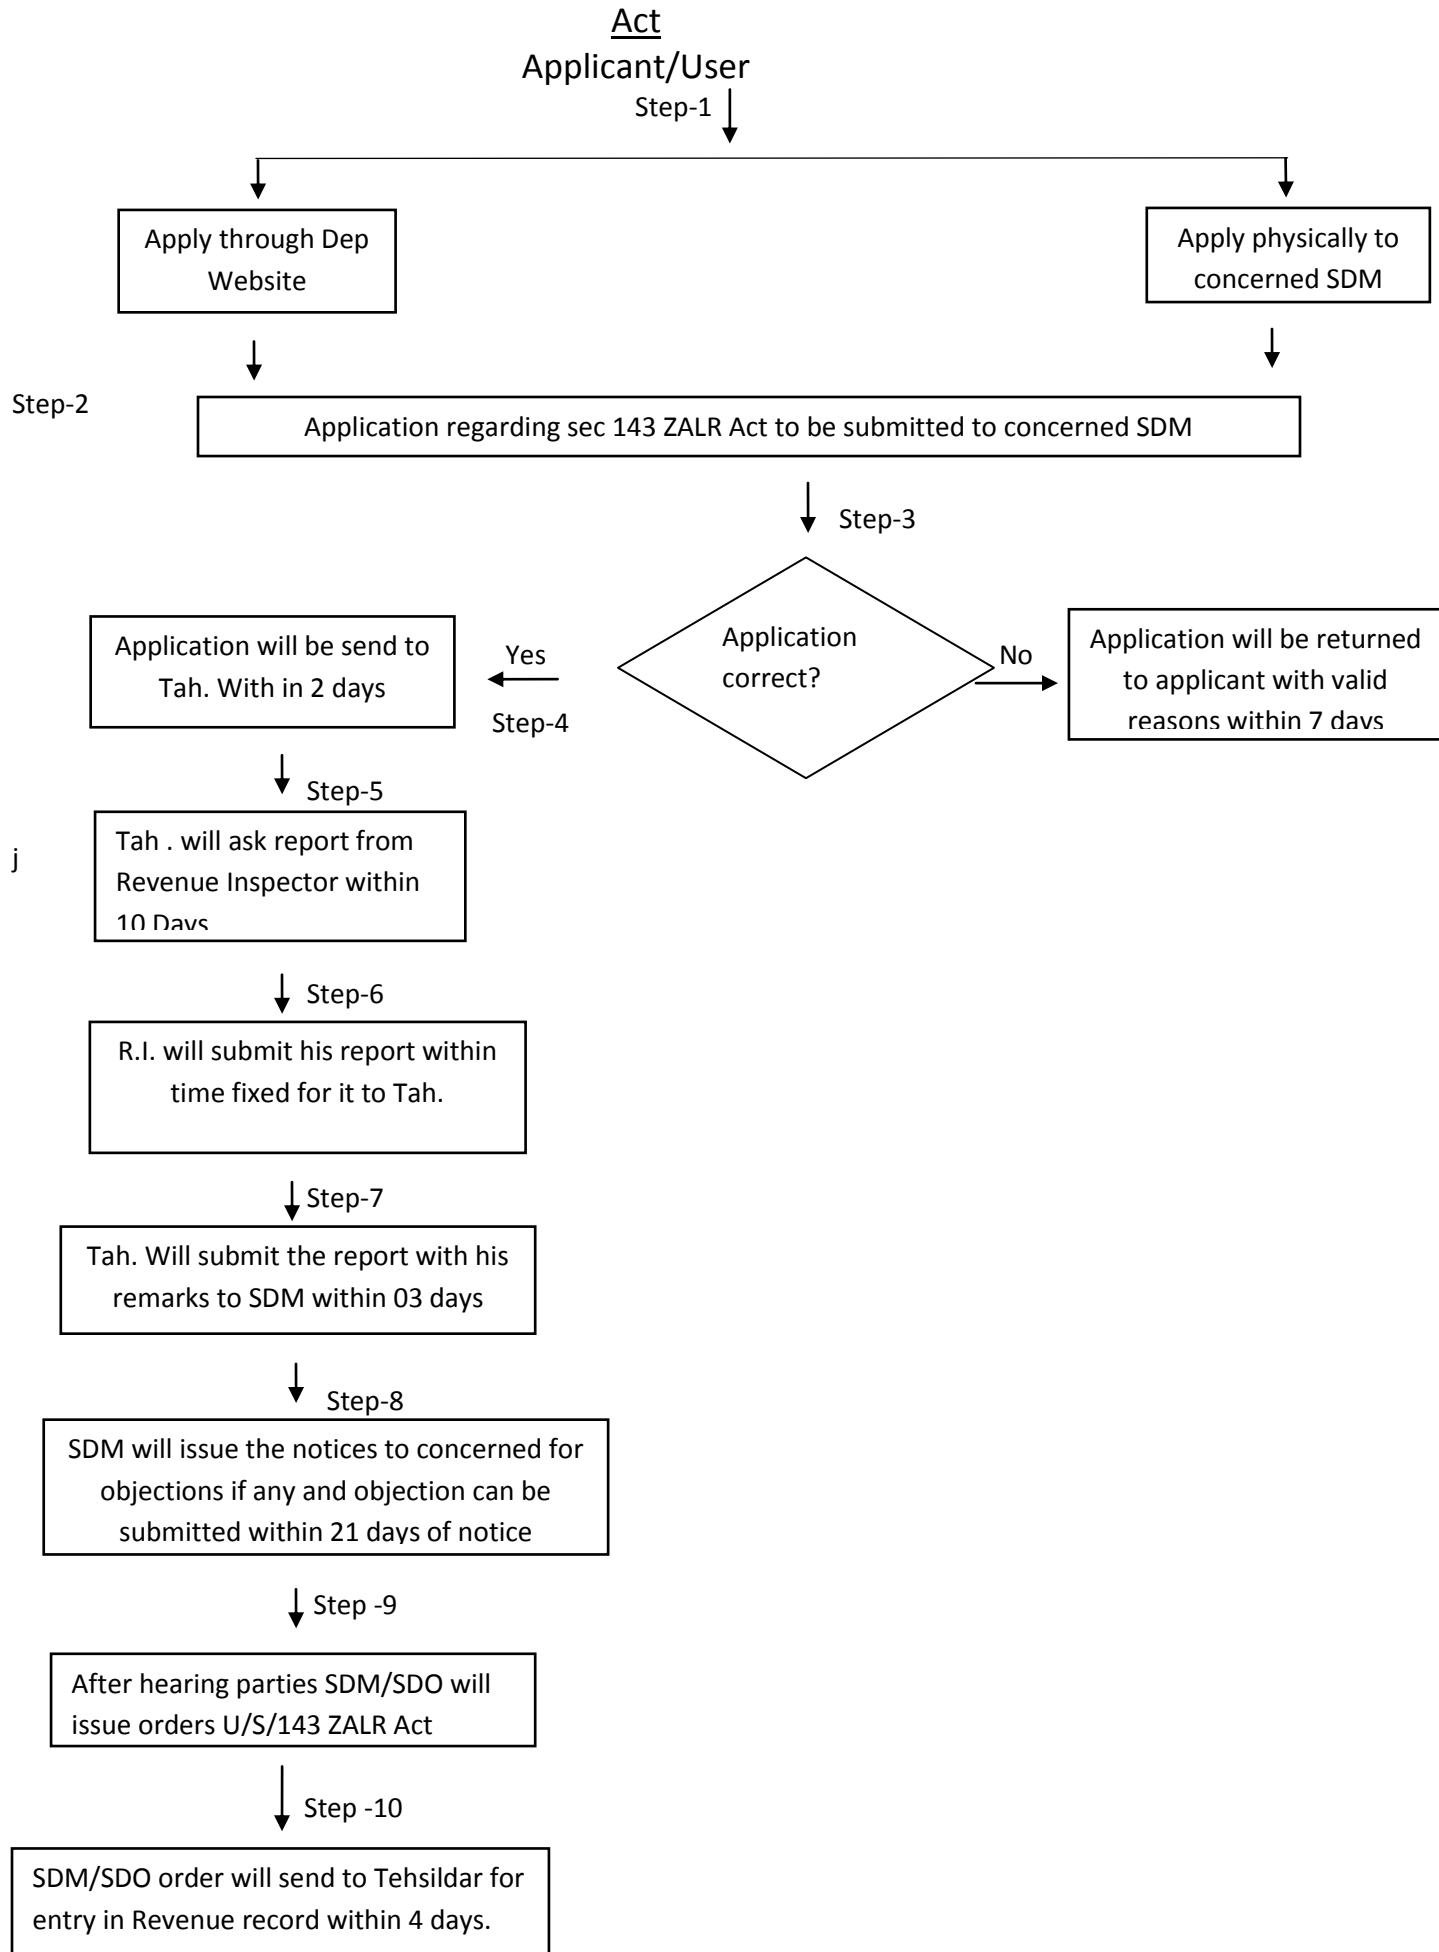 Act
Applicant/User
Step-1
Apply through Dep
Website
Apply physically to
concerned SDM
Step-2
Application regarding sec 143 ZALR Act to be submitted to concerned SDM
Step-3
Application
correct?
Yes
Step-4
No
Application will be send to
Tah. With in 2 days
Application will be returned
to applicant with valid
reasons within 7 days
Step-5
j
Tah . will ask report from
Revenue Inspector within
10 Days
Step-6
R.I. will submit his report within
time fixed for it to Tah.
Step-7
Tah. Will submit the report with his
remarks to SDM within 03 days
Step-8
SDM will issue the notices to concerned for
objections if any and objection can be
submitted within 21 days of notice
Step -9
After hearing parties SDM/SDO will
issue orders U/S/143 ZALR Act
Step -10
SDM/SDO order will send to Tehsildar for
entry in Revenue record within 4 days.